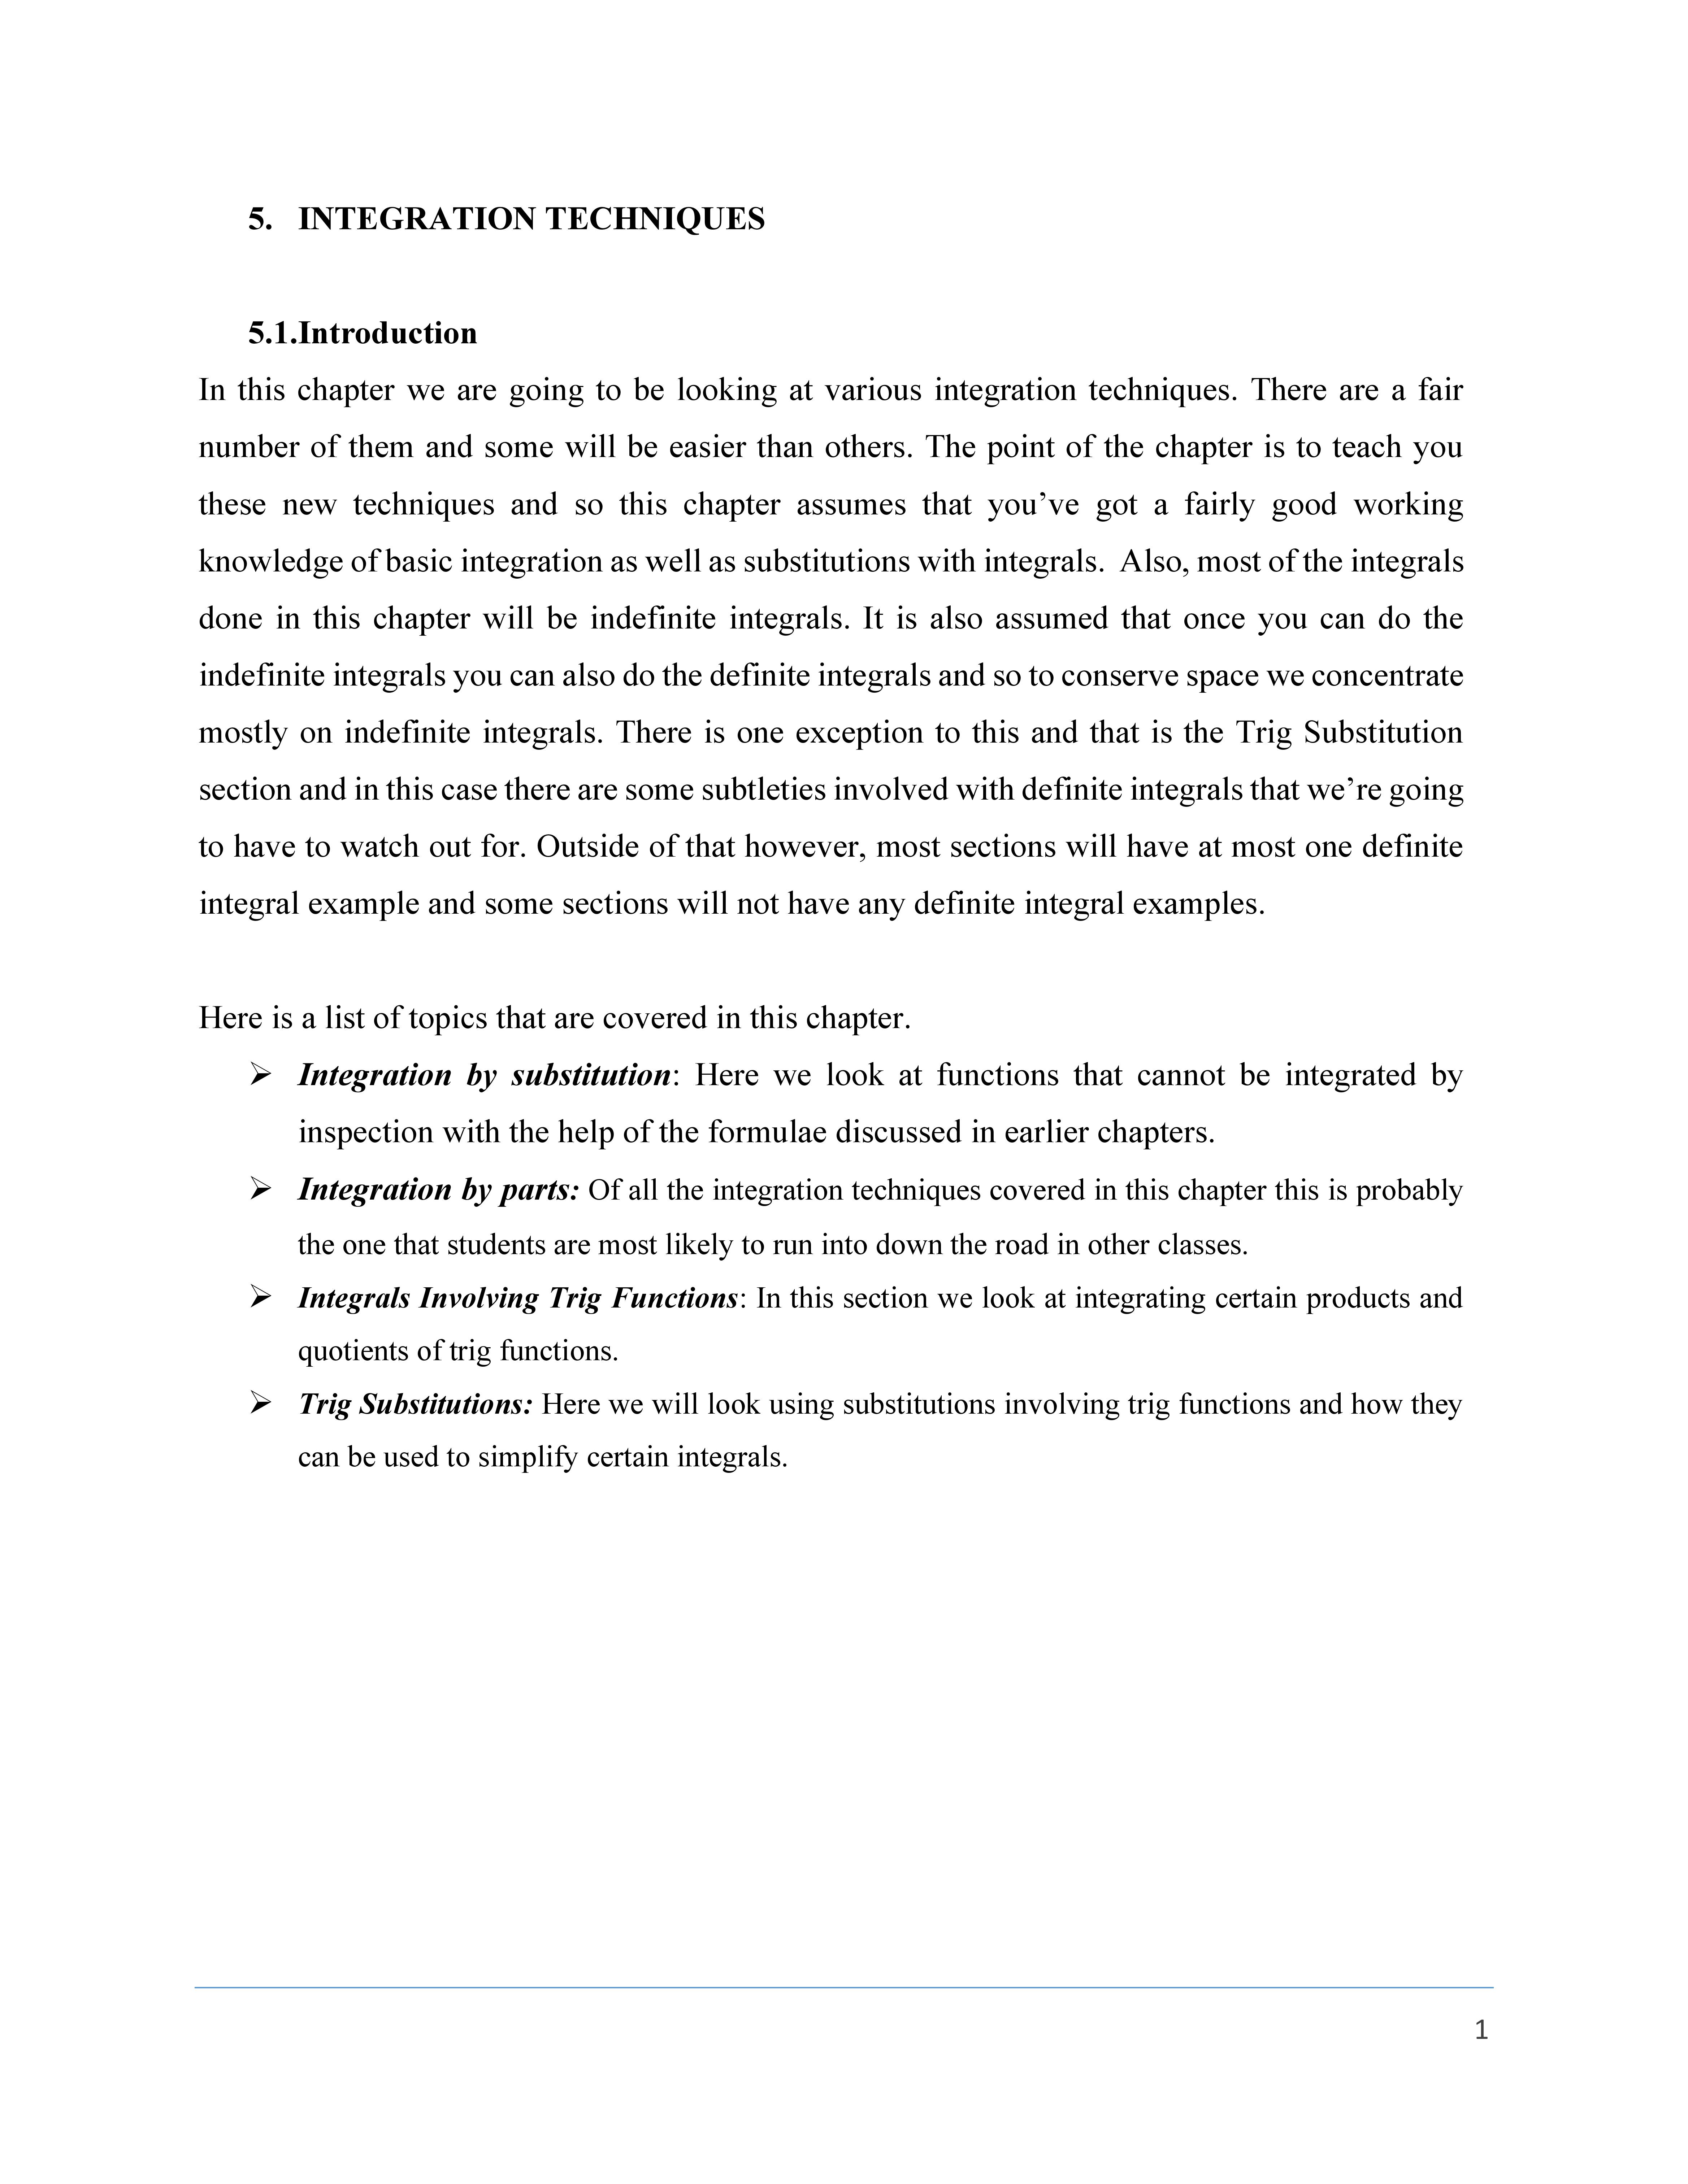 5. INTEGRATION TECHNIQUES
5.1.Introduction
In this chapter we are going to be looking at various integration techniques. There are a fair
number of them and some will be easier than others. The point of the chapter is to teach you
these new techniques and so this chapter assumes that you’ve got a fairly good working
knowledge of basic integration as well as substitutions with integrals.  Also, most of the integrals
done in this chapter will be indefinite integrals. It is also assumed that once you can do the
indefinite integrals you can also do the definite integrals and so to conserve space we concentrate
mostly on indefinite integrals. There is one exception to this and that is the Trig Substitution
section and in this case there are some subtleties involved with definite integrals that we’re going
to have to watch out for. Outside of that however, most sections will have at most one definite
integral example and some sections will not have any definite integral examples.
Here is a list of topics that are covered in this chapter.
➢ Integration by substitution: Here we look at functions that cannot be integrated by
inspection with the help of the formulae discussed in earlier chapters.
➢ Integration by parts: Of all the integration techniques covered in this chapter this is probably
the one that students are most likely to run into down the road in other classes.
➢ Integrals Involving Trig Functions: In this section we look at integrating certain products and
quotients of trig functions.
➢ Trig Substitutions: Here we will look using substitutions involving trig functions and how they
can be used to simplify certain integrals.
1